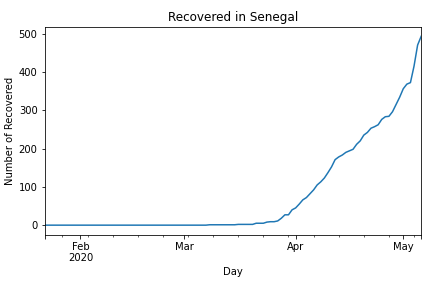 Recovered in Senegal
500
400
300
200
100
0
Number of Recovered
Feb
2020
Mar
Apr
May
Day